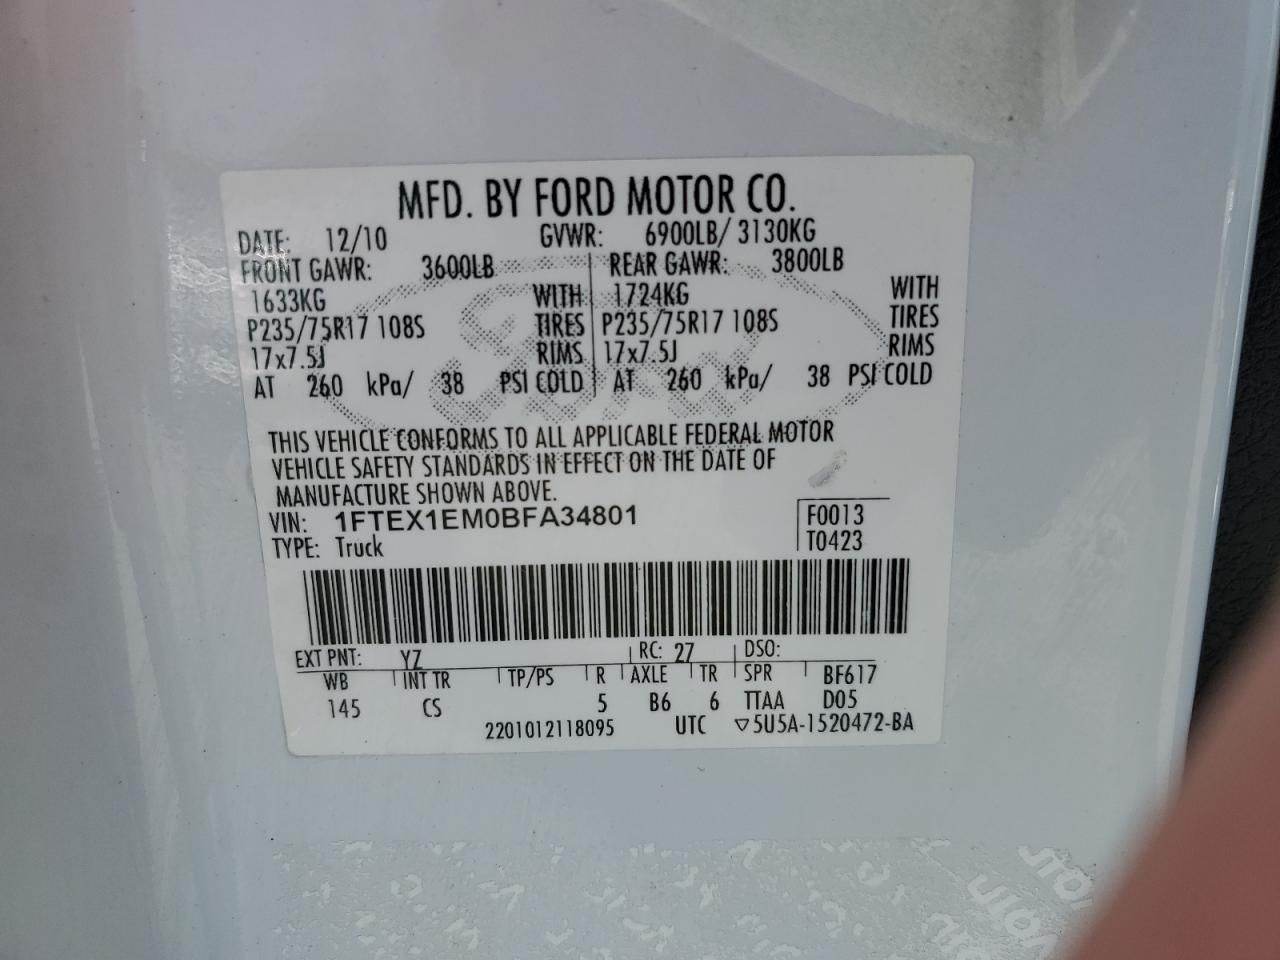 MFD. BY FORD MOTOR CO.
DATE: 12/10 GVWR: 6900LB/ 3130KG
FRONT GAWR: 3600LB REAR GAWR: 3800LB
1633KG WITH 1724KG WITH
P235/75R17 108S TIRES P235/75R17 108S TIRES
17x7.5J RIMS 17x7.5J RIMS
AT 260 kPa/ 38 PSI COLD AT 260 kPa/ 38 PSI COLD
Ford
THIS VEHICLE CONFORMS TO ALL APPLICABLE FEDERAL MOTOR
VEHICLE SAFETY STANDARDS IN EFFECT ON THE DATE OF
MANUFACTURE SHOWN ABOVE.
VIN: 1FTEX1EM0BFA34801 F0013
TYPE: Truck T0423
EXT PNT: YZ RC: 27 DSO:
WB INT TR TP/PS R AXLE TR SPR BF617
145 CS 5 B6 6 TTAA D05
2201012118095 UTC ▽5U5A-1520472-BA